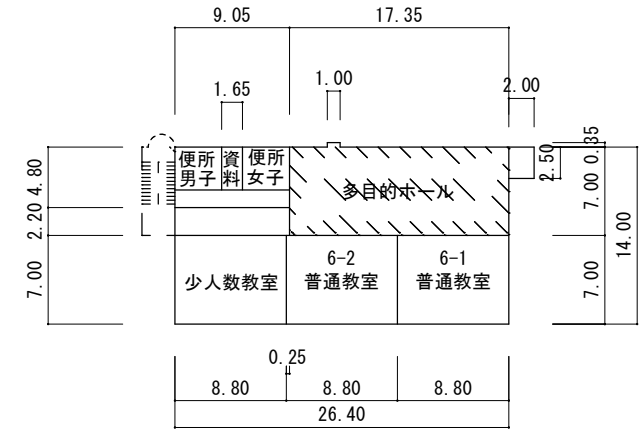 9.05
17.35
1.65
1.00
2.00
便所
男子
資
料
便所
女子
多目的ホール
4.80
2.20
7.00
2.50
0.35
7.00
14.00
7.00
少人数教室
6-2
普通教室
6-1
普通教室
0.25
8.80
8.80
8.80
26.40